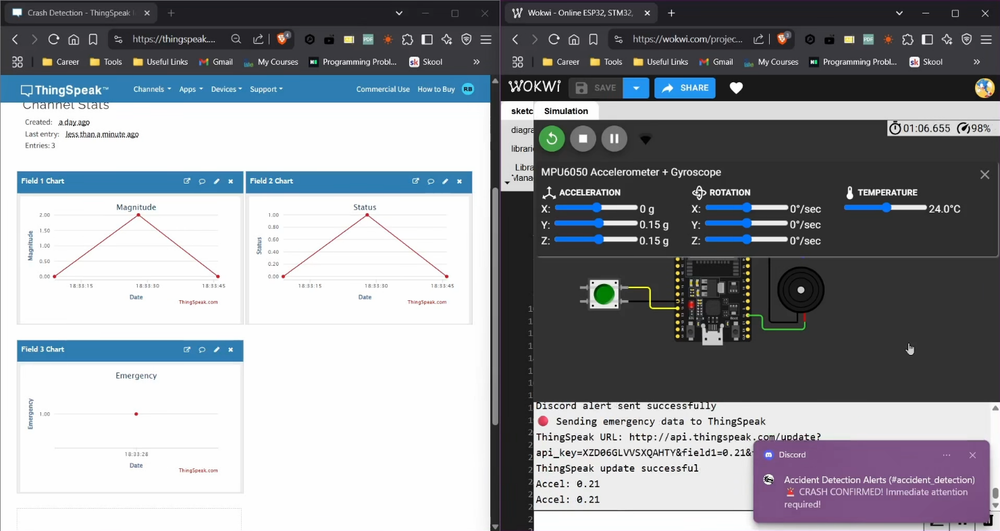 Crash Detection - ThingSpeak
https://thingspeak....
4
Career
Tools
Useful Links
Gmail
My Courses
Programming Probl...
Skool
»
ThingSpeak™
Channels
Apps
Devices
Support
Commercial Use
How to Buy
RB
Channel Stats
Created: a day ago
Last entry: less than a minute ago
Entries: 3
Field 1 Chart
Magnitude
Magnitude
2.00
1.50
1.00
0.50
0.00
18:33:15
18:33:30
18:33:45
Date
ThingSpeak.com
Field 2 Chart
Status
Status
1.00
0.80
0.60
0.40
0.20
0.00
18:33:15
18:33:30
18:33:45
Date
ThingSpeak.com
Field 3 Chart
Emergency
Emergency
1.00
18:33:28
Date
ThingSpeak.com
Wokwi - Online ESP32, STM32,
https://wokwi.com/projec...
3
Career
Tools
Useful Links
Gmail
My Courses
Programming Probl...
Skool
»
WOKWI
SAVE
SHARE
sketc
Simulation
diagra
librarie
Libra
Mana
01:06.655
98%
MPU6050 Accelerometer + Gyroscope
ACCELERATION
X: 0 g
Y: 0.15 g
Z: 0.15 g
ROTATION
X: 0°/sec
Y: 0°/sec
Z: 0°/sec
TEMPERATURE
24.0°C
Discord alert sent successfully
🔴 Sending emergency data to ThingSpeak
ThingSpeak URL: http://api.thingspeak.com/update?
api_key=XZD06GLVVSXQAHTY&field1=0.21&
ThingSpeak update successful
Accel: 0.21
Accel: 0.21
Discord
Accident Detection Alerts (#accident_detection)
🚨 CRASH CONFIRMED! Immediate attention
required!